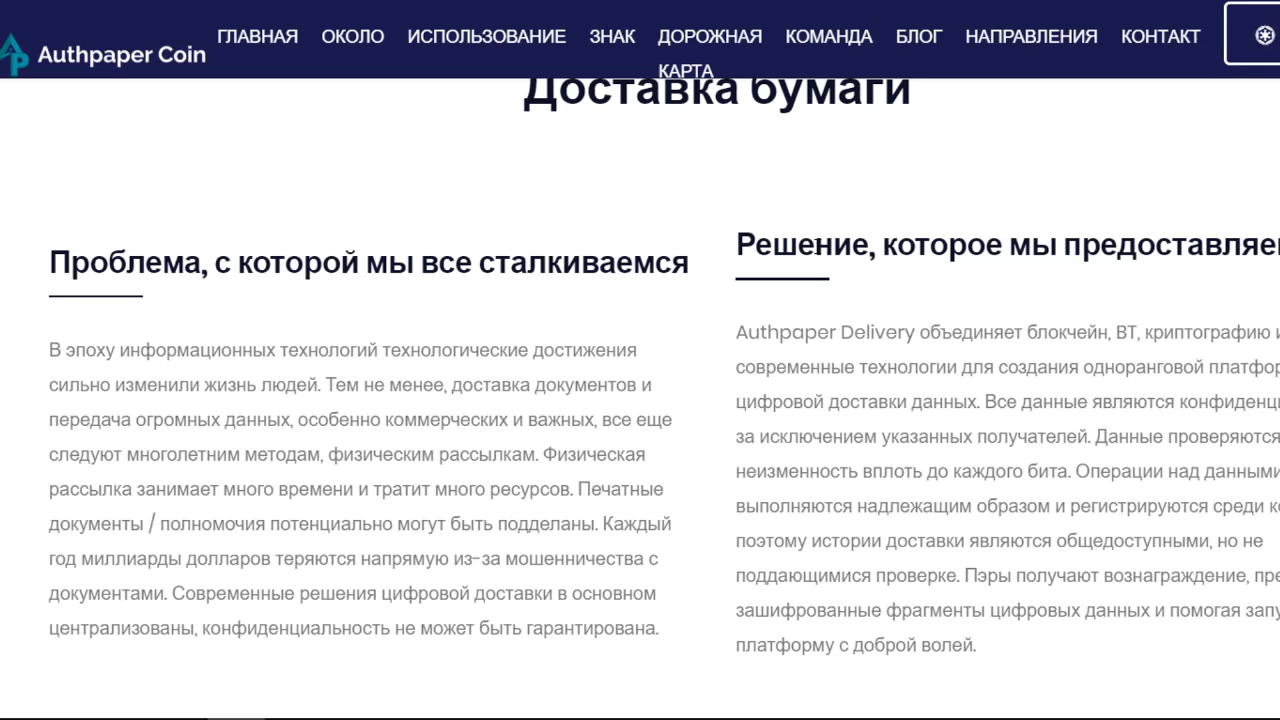 Authpaper Coin
ГЛАВНАЯ ОКОЛО ИСПОЛЬЗОВАНИЕ ЗНАК ДОРОЖНАЯ КАРТА КОМАНДА БЛОГ НАПРАВЛЕНИЯ КОНТАКТ
Доставка бумаги
Проблема, с которой мы все сталкиваемся
В эпоху информационных технологий технологические достижения
сильно изменили жизнь людей. Тем не менее, доставка документов и
передача огромных данных, особенно коммерческих и важных, все еще
следуют многолетним методам, физическим рассылкам. Физическая
рассылка занимает много времени и тратит много ресурсов. Печатные
документы / полномочия потенциально могут быть подделаны. Каждый
год миллиарды долларов теряются напрямую из-за мошенничества с
документами. Современные решения цифровой доставки в основном
централизованы, конфиденциальность не может быть гарантирована.
Решение, которое мы предоставляе
Authpaper Delivery объединяет блокчейн, BT, криптографию и
современные технологии для создания одноранговой платфор
цифровой доставки данных. Все данные являются конфиденц
за исключением указанных получателей. Данные проверяются
неизменность вплоть до каждого бита. Операции над данными
выполняются надлежащим образом и регистрируются среди к
поэтому истории доставки являются общедоступными, но не
поддающимися проверке. Пэры получают вознаграждение, пре
зашифрованные фрагменты цифровых данных и помогая запу
платформу с доброй волей.